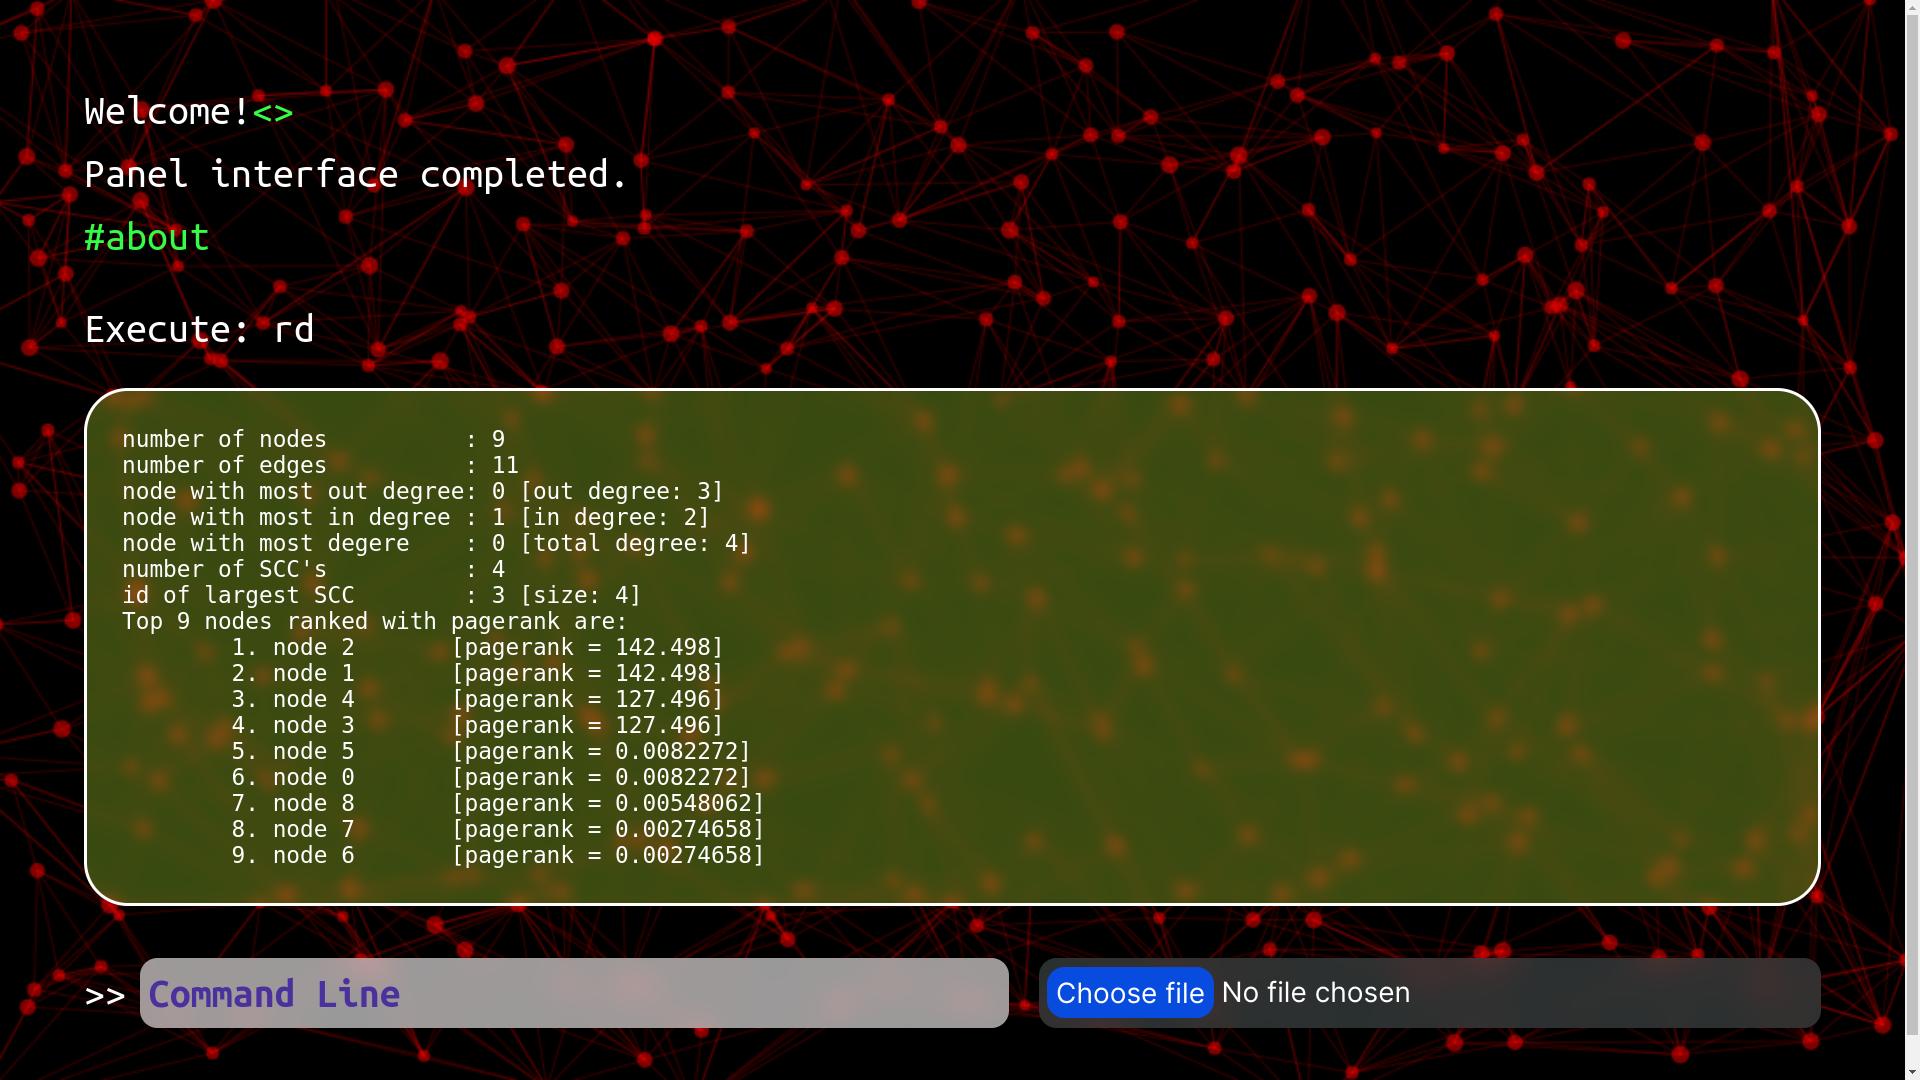 Welcome!<>
Panel interface completed.
#about
Execute: rd
number of nodes          : 9
number of edges          : 11
node with most out degree: 0 [out degree: 3]
node with most in degree : 1 [in degree: 2]
node with most degere    : 0 [total degree: 4]
number of SCC's          : 4
id of largest SCC        : 3 [size: 4]
Top 9 nodes ranked with pagerank are:
        1. node 2       [pagerank = 142.498]
        2. node 1       [pagerank = 142.498]
        3. node 4       [pagerank = 127.496]
        4. node 3       [pagerank = 127.496]
        5. node 5       [pagerank = 0.0082272]
        6. node 0       [pagerank = 0.0082272]
        7. node 8       [pagerank = 0.00548062]
        8. node 7       [pagerank = 0.00274658]
        9. node 6       [pagerank = 0.00274658]
>> Command Line Choose file No file chosen